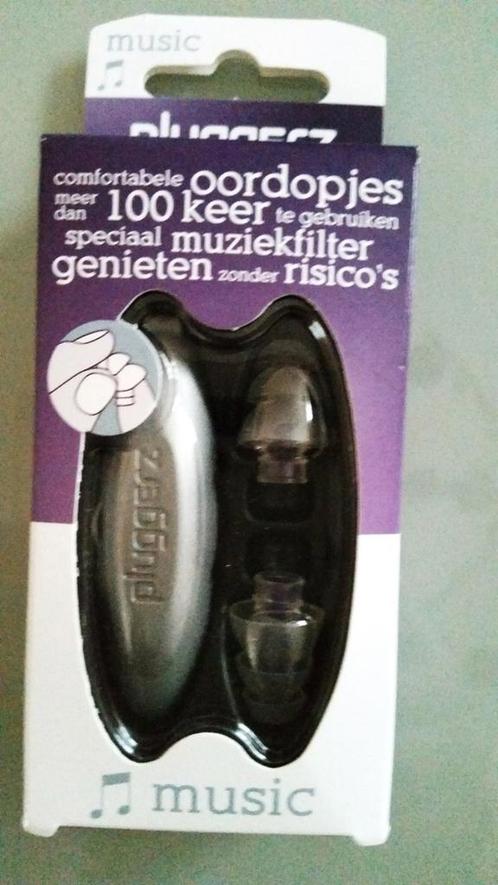 music
pluggerz
comfortabele oordopjes
meer dan 100 keer te gebruiken
speciaal muziekfilter
genieten zonder risico's
pluggerz
music